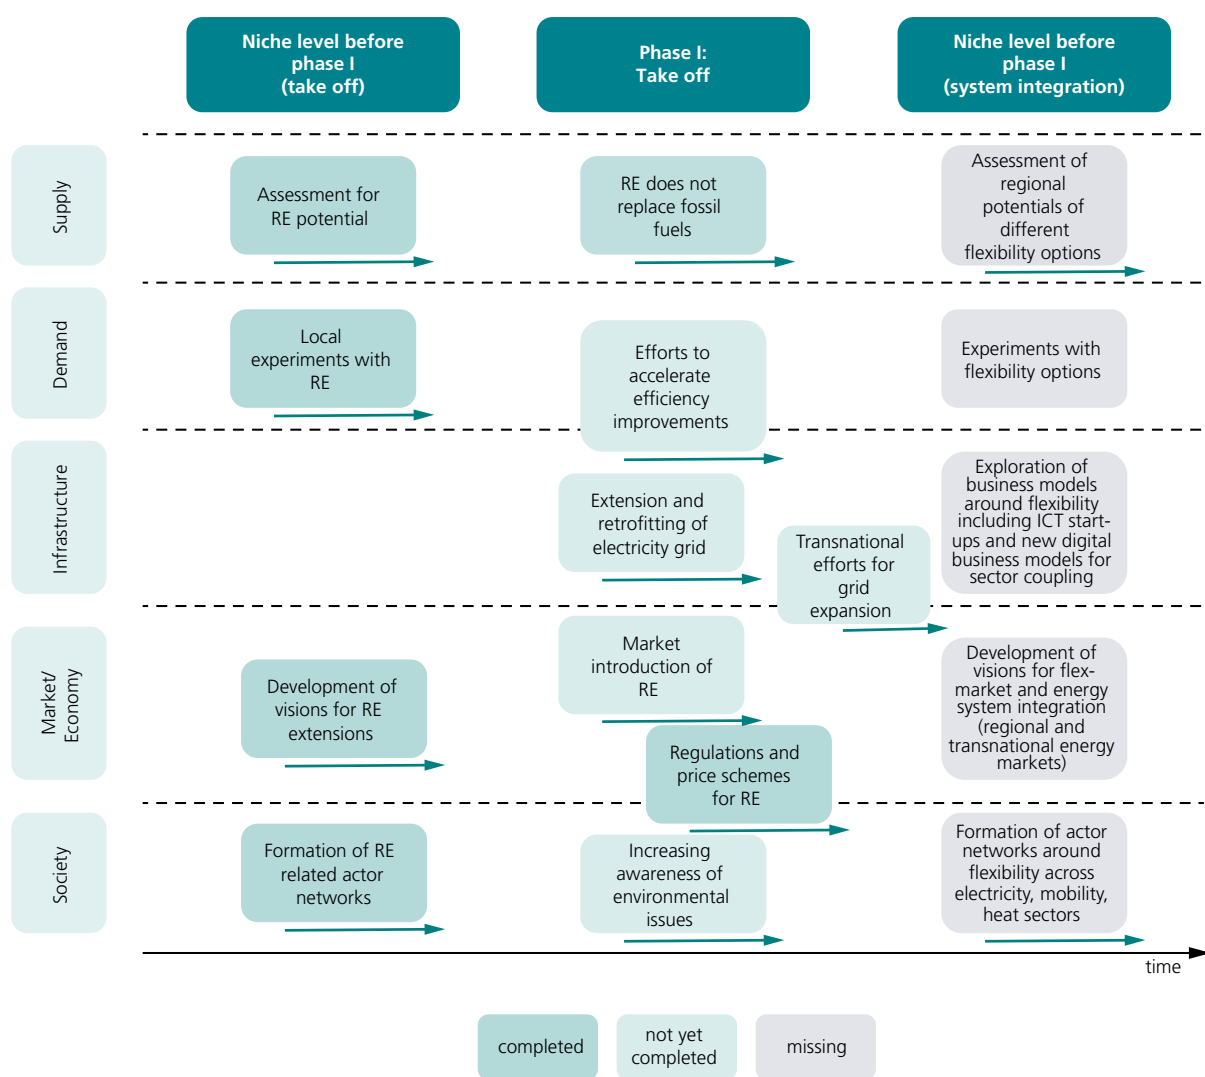 Niche level before
phase I
(take off)
Phase I:
Take off
Niche level before
phase I
(system integration)
Supply
Assessment for
RE potential
RE does not
replace fossil
fuels
Assessment of
regional
potentials of
different
flexibility options
Demand
Local
experiments with
RE
Efforts to
accelerate
efficiency
improvements
Experiments with
flexibility options
Infrastructure
Extension and
retrofitting of
electricity grid
Transnational
efforts for
grid
expansion
Exploration of
business models
around flexibility
including ICT start-
ups and new digital
business models for
sector coupling
Market/
Economy
Development of
visions for RE
extensions
Market
introduction of
RE
Regulations and
price schemes
for RE
Development of
visions for flex-
market and energy
system integration
(regional and
transnational energy
markets)
Society
Formation of RE
related actor
networks
Increasing
awareness of
environmental
issues
Formation of actor
networks around
flexibility across
electricity, mobility,
heat sectors
time
completed
not yet
completed
missing